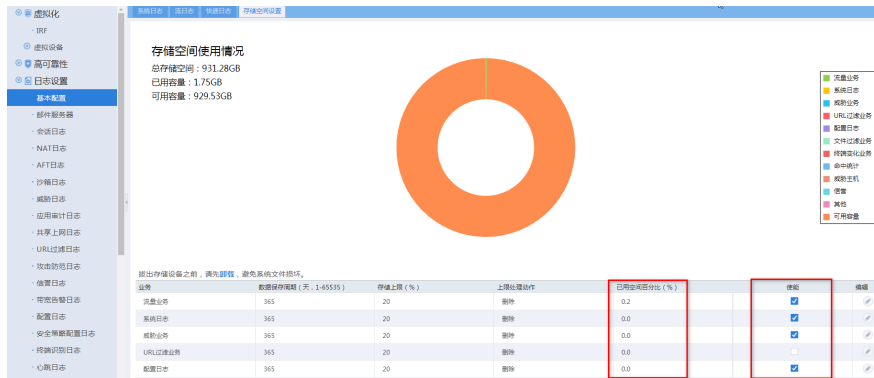 虚拟化
· IRF
虚拟设备
高可靠性
日志设置
基本配置
· 邮件服务器
· 会话日志
· NAT日志
· AFT日志
· 沙箱日志
· 威胁日志
· 应用审计日志
· 共享上网日志
· URL过滤日志
· 攻击防范日志
· 信誉日志
· 带宽告警日志
· 配置日志
· 安全策略配置日志
· 终端识别日志
· 心跳日志
系统日志 流日志 快速日志 存储空间设置
存储空间使用情况
总存储空间：931.28GB
已用容量：1.75GB
可用容量：929.53GB
流量业务
系统日志
威胁业务
URL过滤业务
配置日志
文件过滤业务
终端变化业务
命中统计
威胁主机
信誉
其他
可用容量
拔出存储设备之前，请先卸载，避免系统文件损坏。
业务 数据保存周期（天，1-65535） 存储上限（%） 上限处理动作 已用空间百分比（%） 使能 编辑
流量业务 365 20 删除 0.2
系统日志 365 20 删除 0.0
威胁业务 365 20 删除 0.0
URL过滤业务 365 20 删除 0.0
配置日志 365 20 删除 0.0